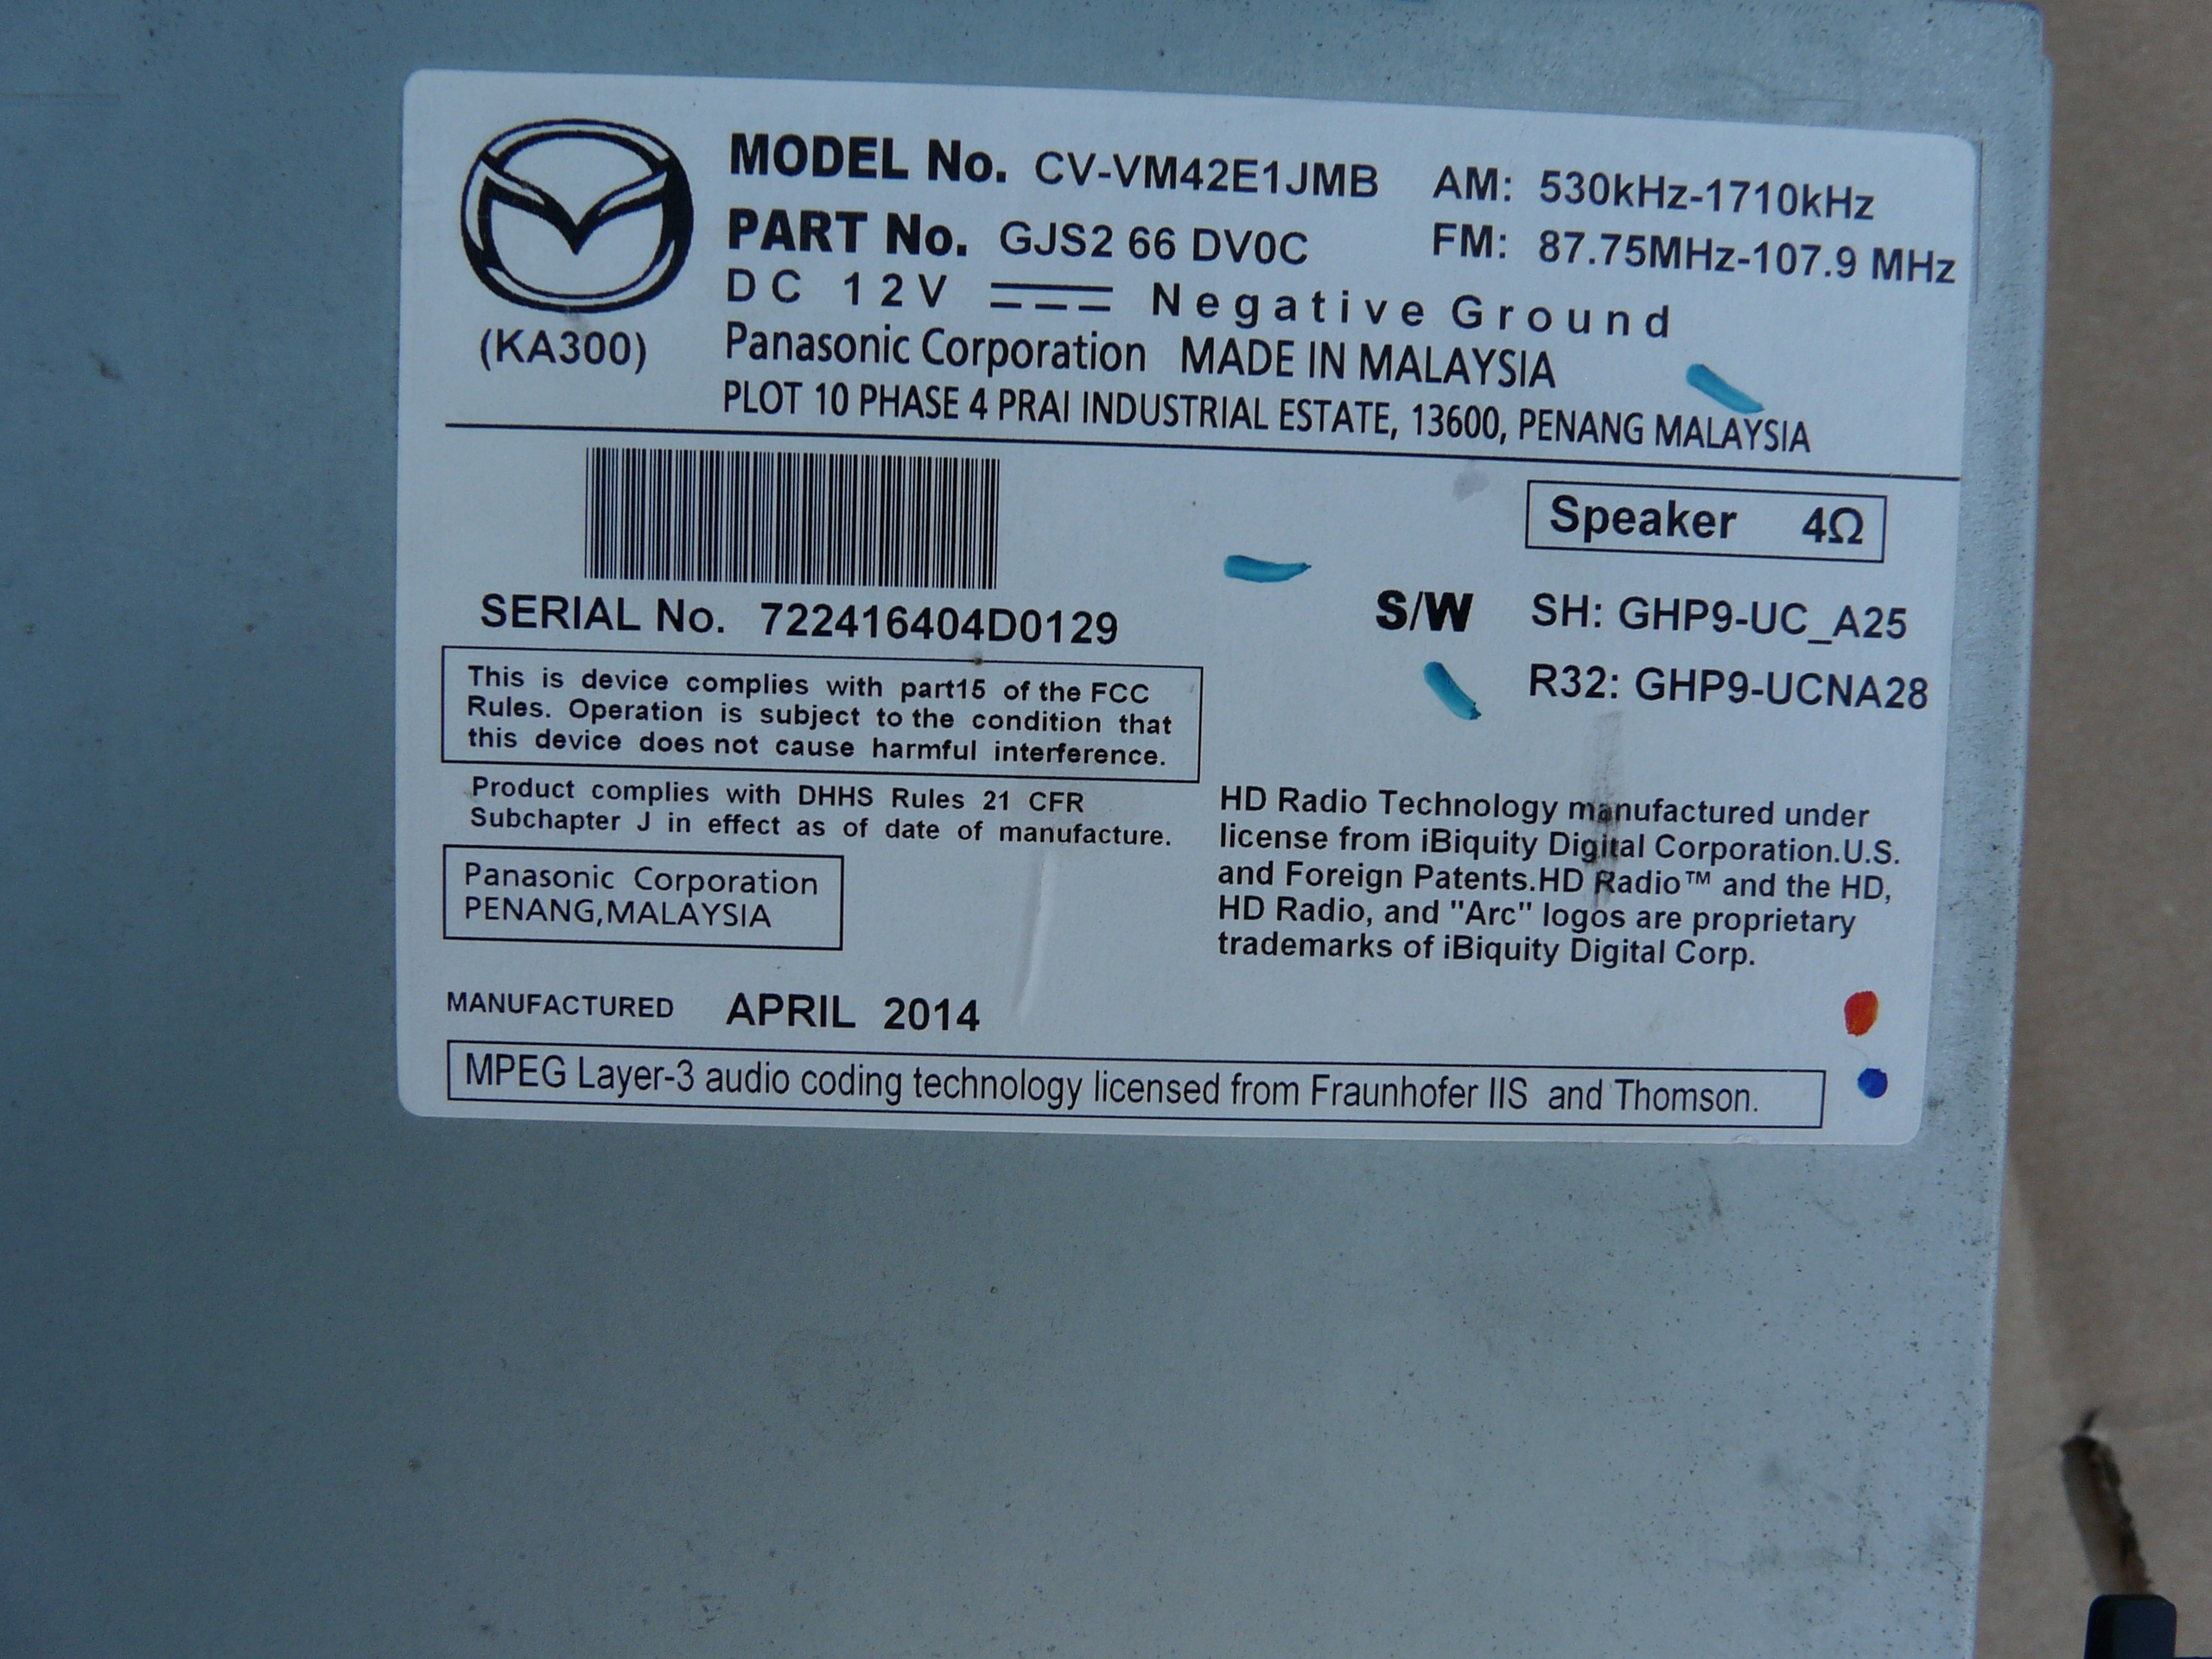 MODEL No. CV-VM42E1JMB AM: 530kHz-1710kHz
PART No. GJS2 66 DV0C FM: 87.75MHz-107.9 MHz
DC 12V Negative Ground
(KA300) Panasonic Corporation MADE IN MALAYSIA
PLOT 10 PHASE 4 PRAI INDUSTRIAL ESTATE, 13600, PENANG MALAYSIA
Speaker 4Ω
SERIAL No. 722416404D0129
S/W SH: GHP9-UC_A25
R32: GHP9-UCNA28
This is device complies with part15 of the FCC
Rules. Operation is subject to the condition that
this device does not cause harmful interference.
Product complies with DHHS Rules 21 CFR
Subchapter J in effect as of date of manufacture.
HD Radio Technology manufactured under
license from iBiquity Digital Corporation.U.S.
and Foreign Patents.HD Radio™ and the HD,
HD Radio, and "Arc" logos are proprietary
trademarks of iBiquity Digital Corp.
Panasonic Corporation
PENANG,MALAYSIA
MANUFACTURED APRIL 2014
MPEG Layer-3 audio coding technology licensed from Fraunhofer IIS and Thomson.